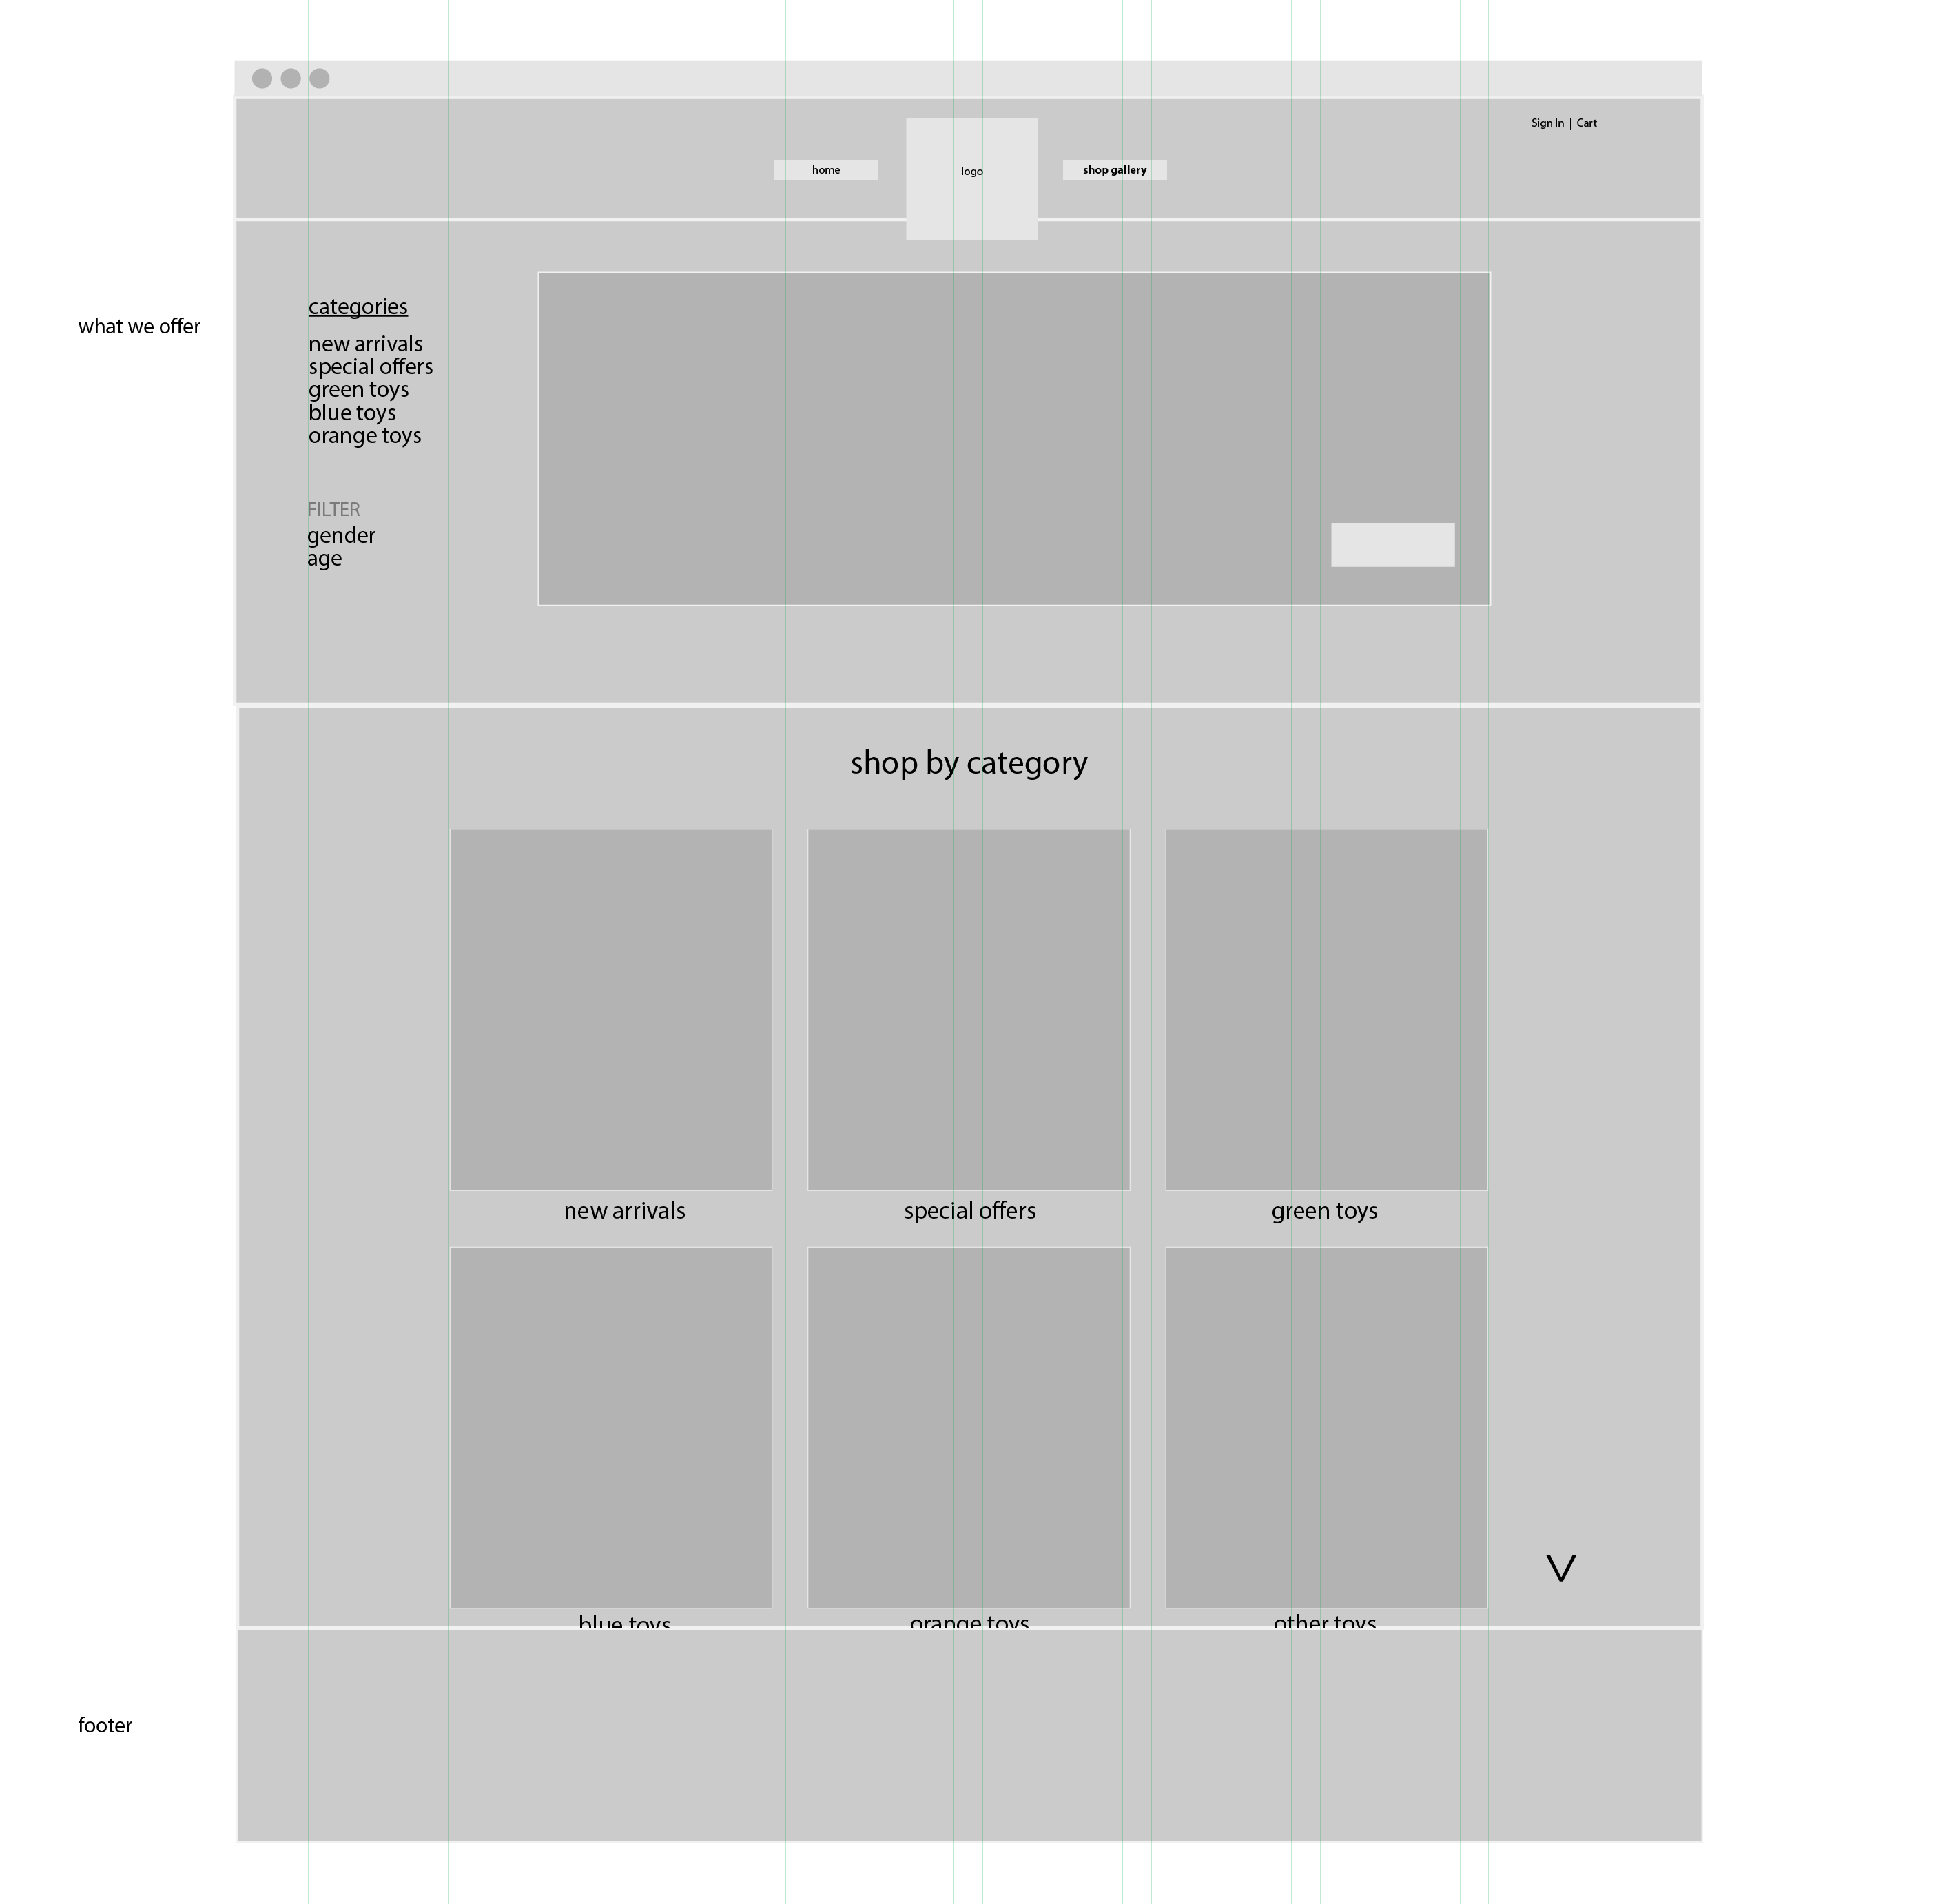 Sign In | Cart
home
logo
shop gallery
what we offer
categories
new arrivals
special offers
green toys
blue toys
orange toys
FILTER
gender
age
shop by category
new arrivals
special offers
green toys
blue toys
orange toys
other toys
footer